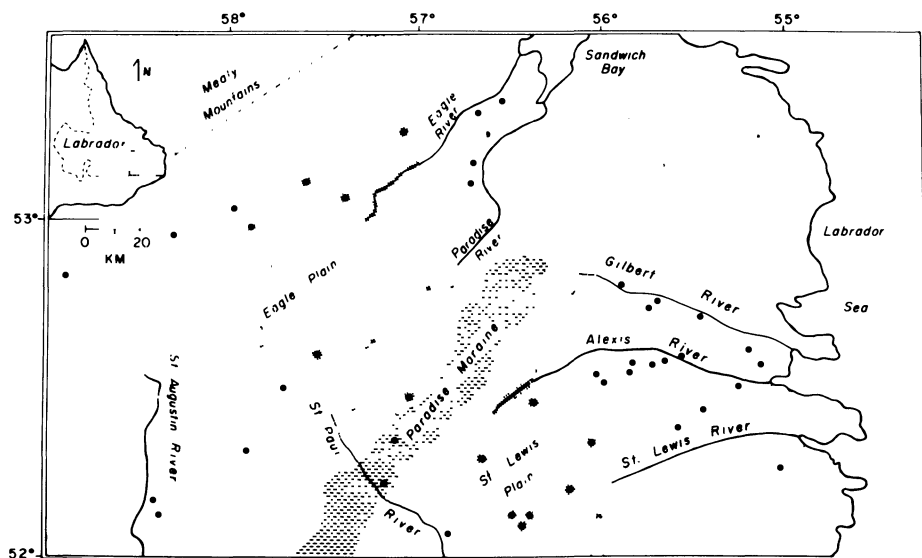 58°
57°
56°
55°
1N
Mealy
Mountains
Eagle
River
Sandwich
Bay
Labrador
53°
0 20
KM
Paradise
River
Labrador
Sea
Eagle Plain
Gilbert
River
Alexis
River
Paradise Moraine
St Augustin River
St Paul
River
St Lewis
Plain
St. Lewis River
52°